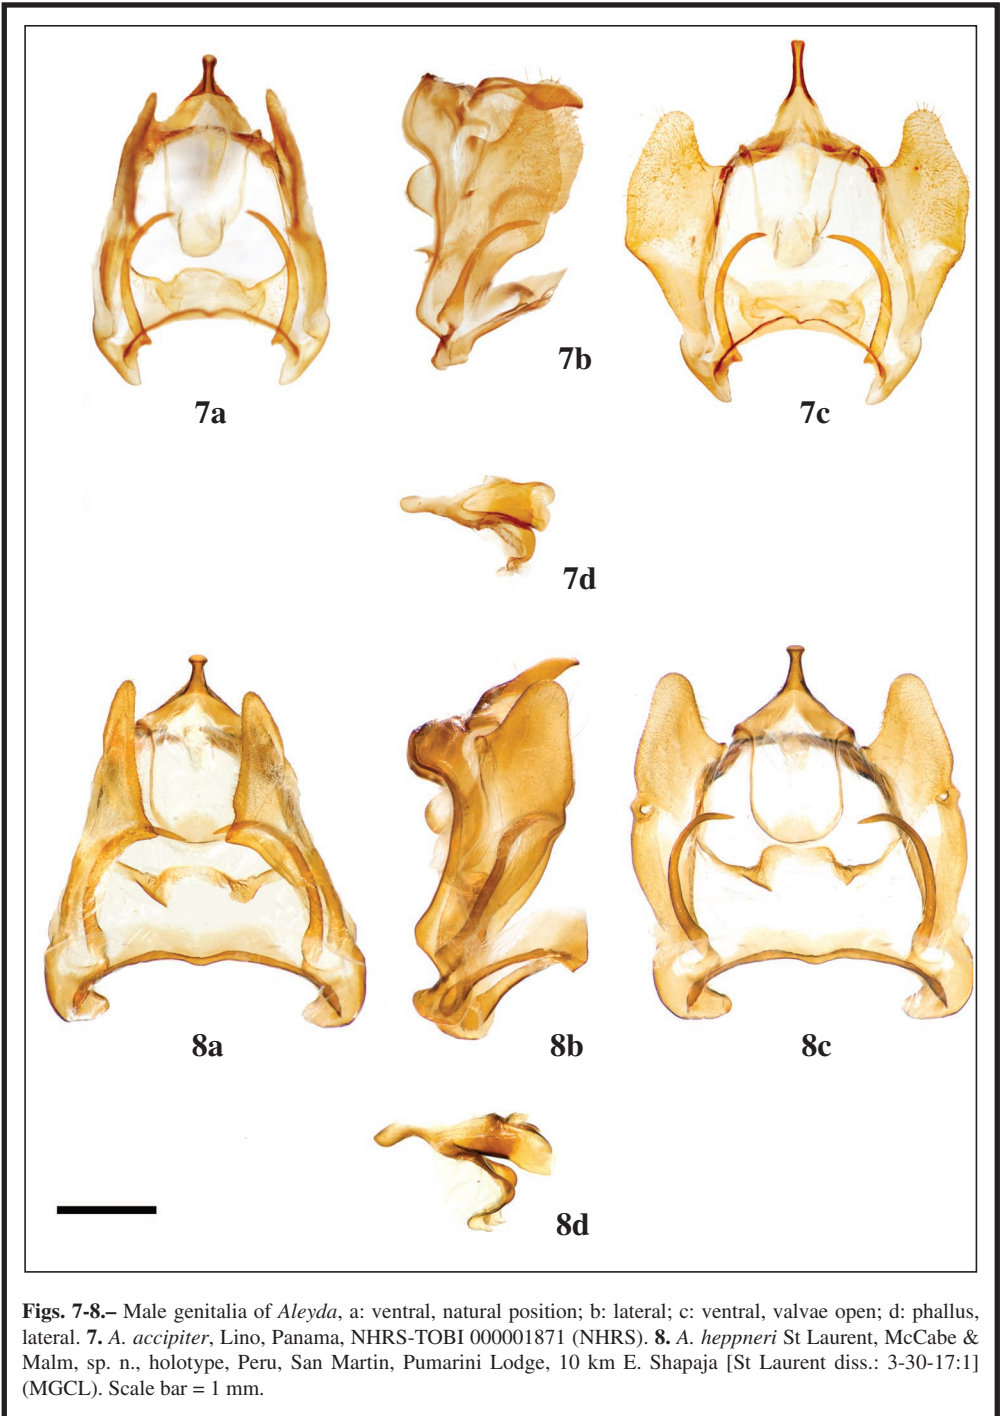 7a
7b
7c
7d
8a
8b
8c
8d
Figs. 7-8.– Male genitalia of Aleyda, a: ventral, natural position; b: lateral; c: ventral, valvae open; d: phallus,
lateral. 7. A. accipiter, Lino, Panama, NHRS-TOBI 000001871 (NHRS). 8. A. heppneri St Laurent, McCabe &
Malm, sp. n., holotype, Peru, San Martin, Pumarini Lodge, 10 km E. Shapaja [St Laurent diss.: 3-30-17:1]
(MGCL). Scale bar = 1 mm.